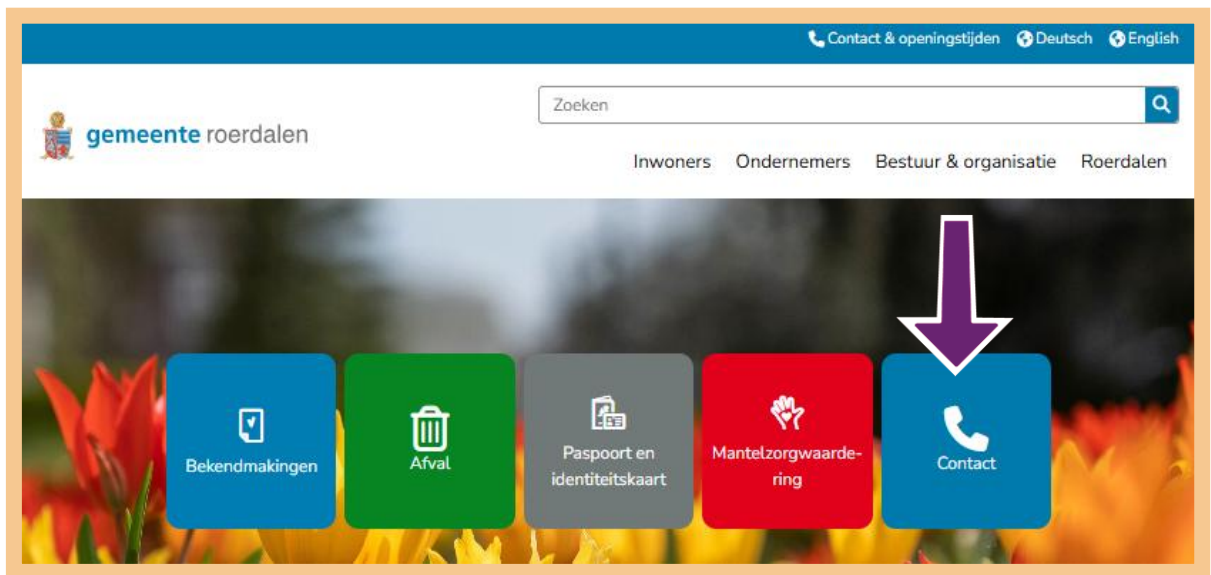 Contact & openingstijden Deutsch English
Zoeken
gemeente roerdalen
Inwoners Ondernemers Bestuur & organisatie Roerdalen
Bekendmakingen
Afval
Paspoort en
identiteitskaart
Mantelzorgwaarde-
ring
Contact